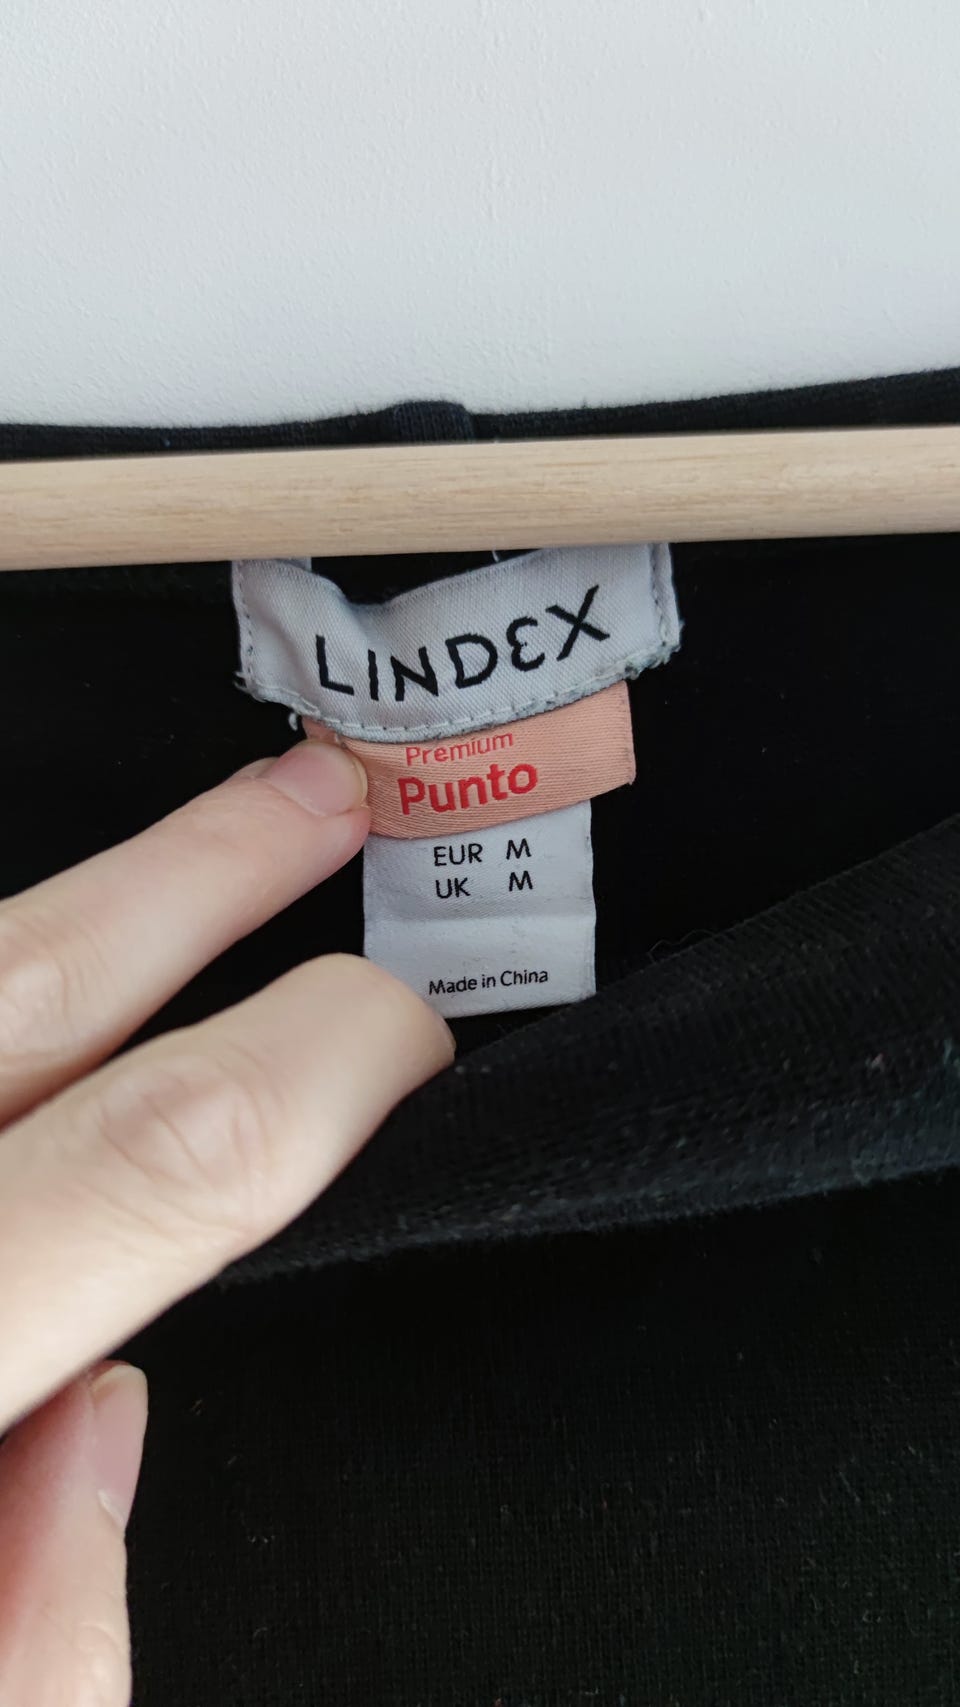 LINDEX
Premium
Punto
EUR M
UK M
Made in China